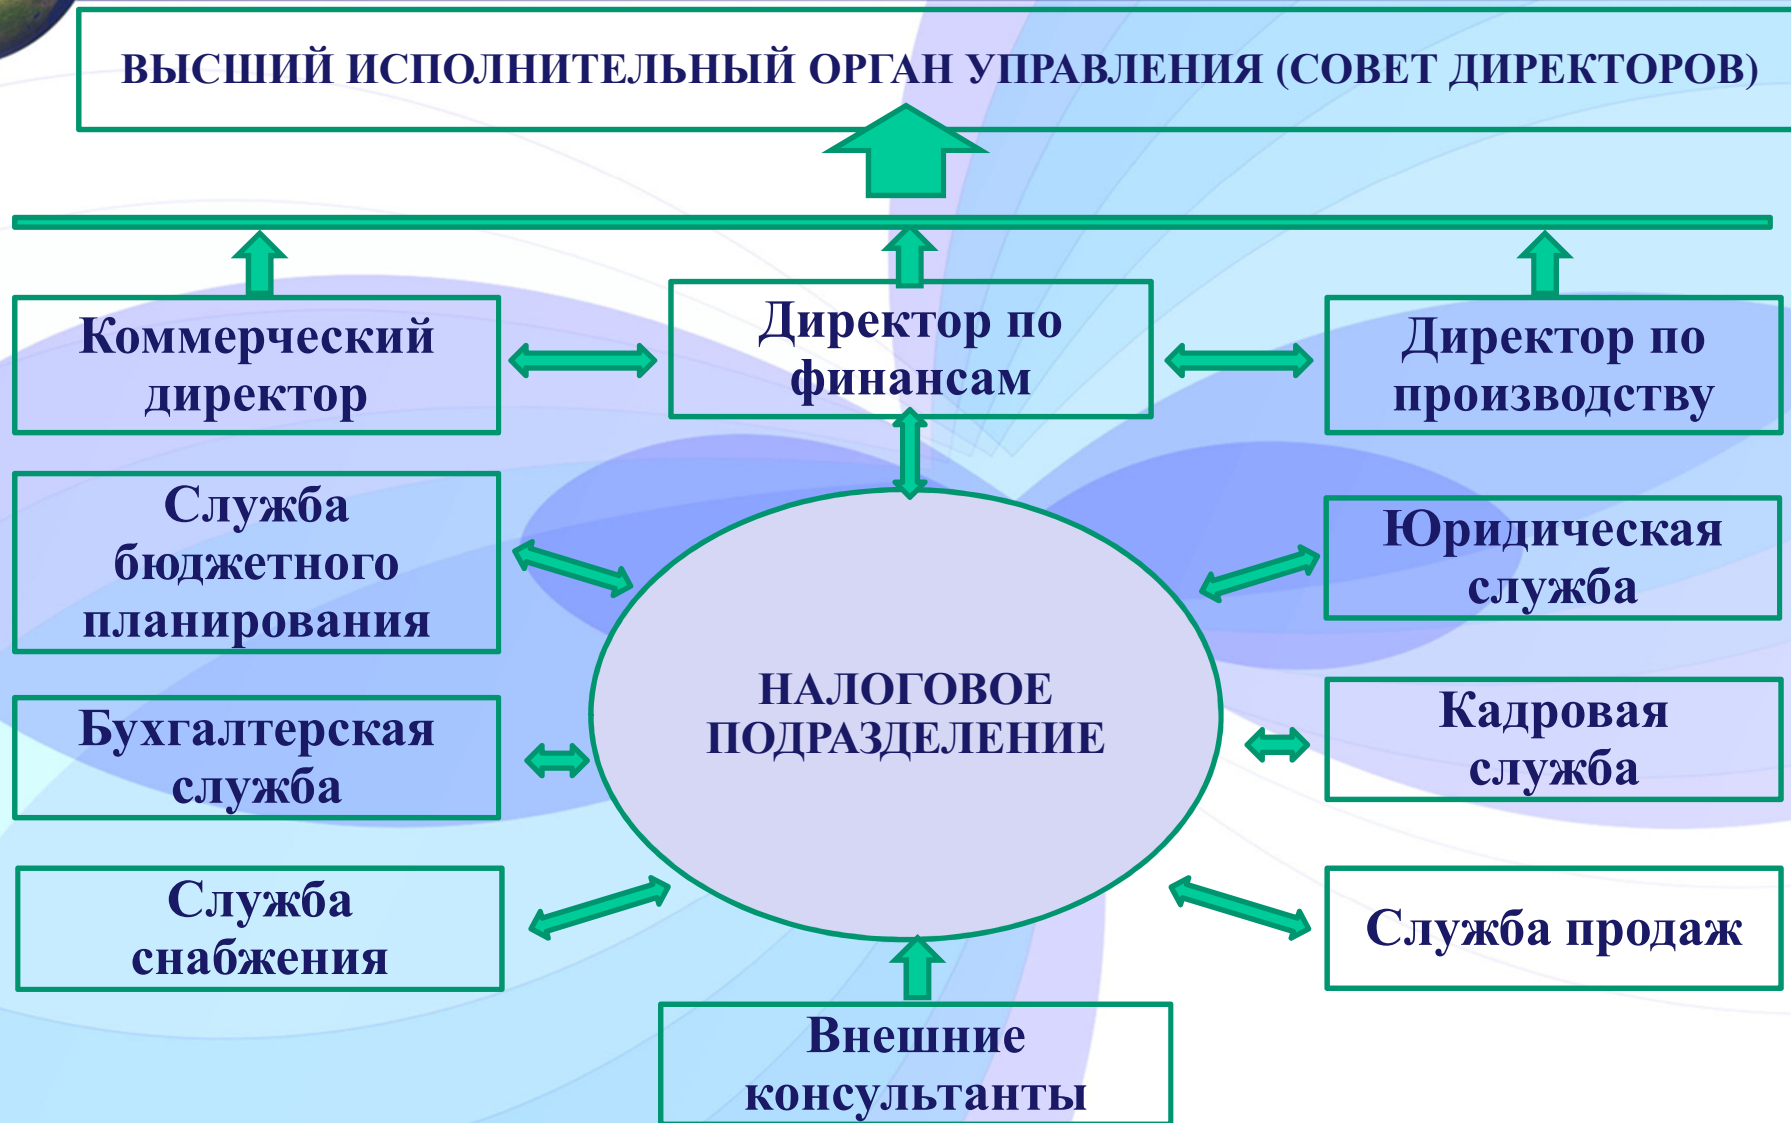 ВЫСШИЙ ИСПОЛНИТЕЛЬНЫЙ ОРГАН УПРАВЛЕНИЯ (СОВЕТ ДИРЕКТОРОВ)
Коммерческий
директор
Директор по
финансам
Директор по
производству
Служба
бюджетного
планирования
Юридическая
служба
НАЛОГОВОЕ
ПОДРАЗДЕЛЕНИЕ
Бухгалтерская
служба
Кадровая
служба
Служба
снабжения
Служба продаж
Внешние
консультанты